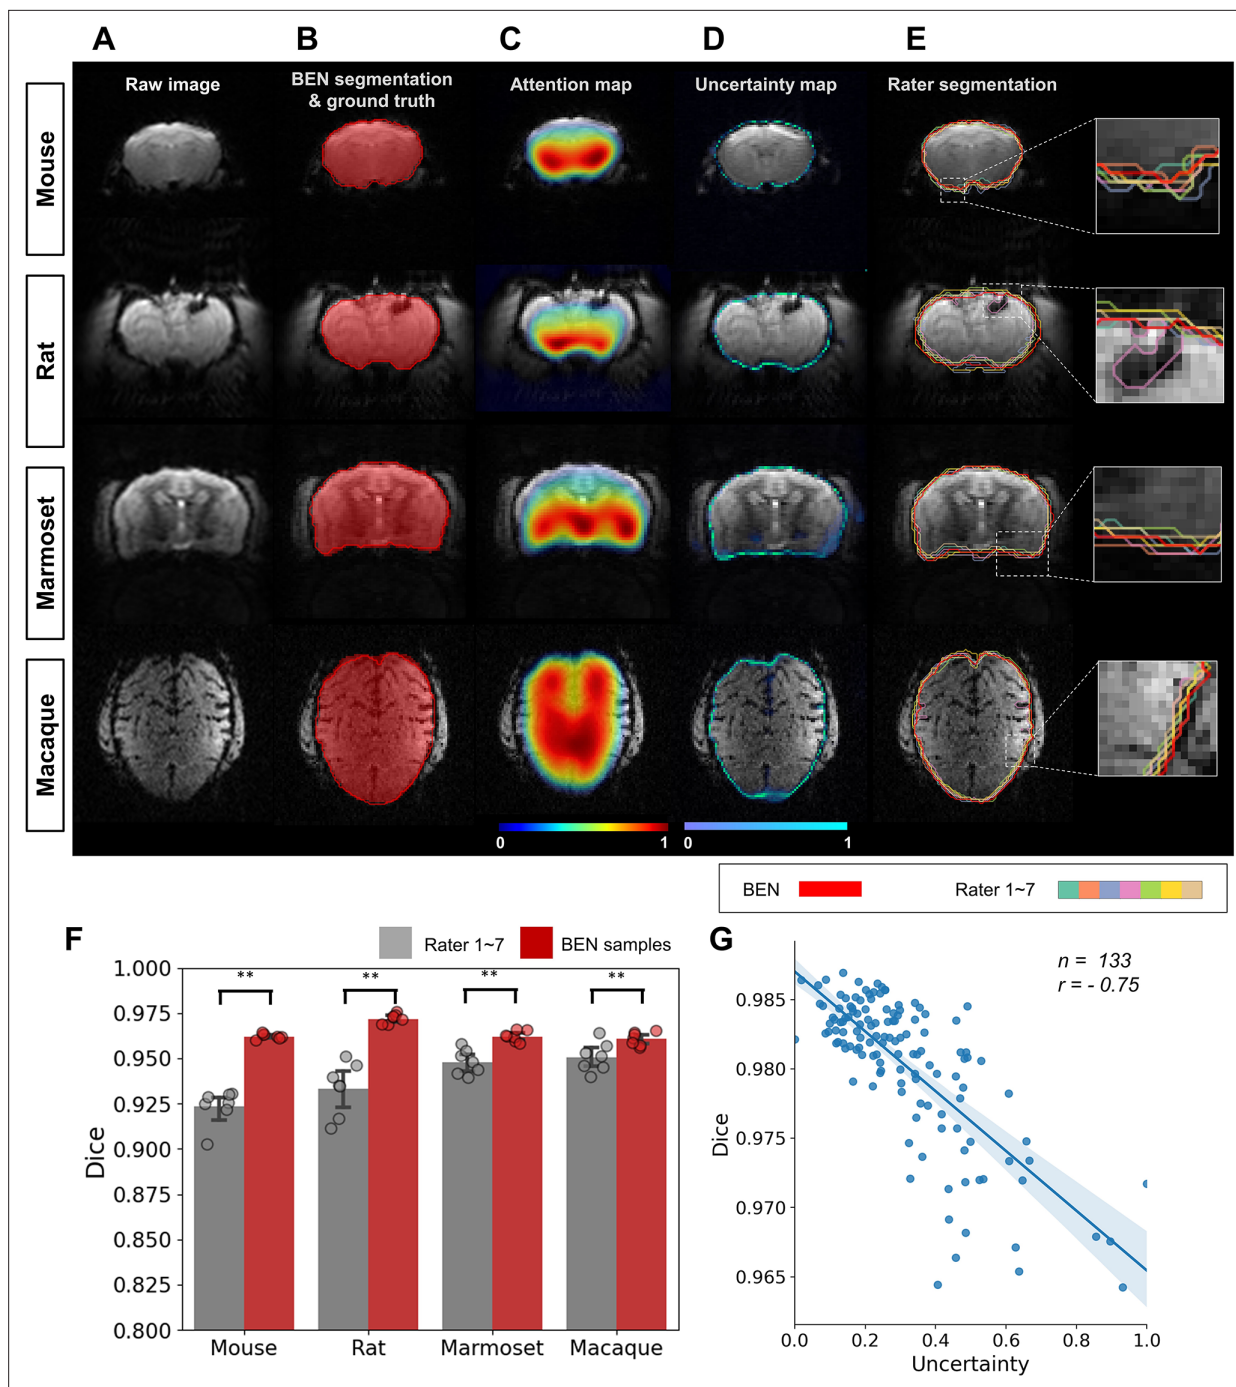 A B C D E
Raw image
BEN segmentation
& ground truth
Attention map
Uncertainty map
Rater segmentation
Mouse
Rat
Marmoset
Macaque
0 1
0 1
BEN
Rater 1~7
F
Rater 1~7
BEN samples
Dice
1.000
0.975
0.950
0.925
0.900
0.875
0.850
0.825
0.800
** ** ** **
Mouse Rat Marmoset Macaque
G
n = 133
r = - 0.75
Dice
0.985
0.980
0.975
0.970
0.965
0.0 0.2 0.4 0.6 0.8 1.0
Uncertainty